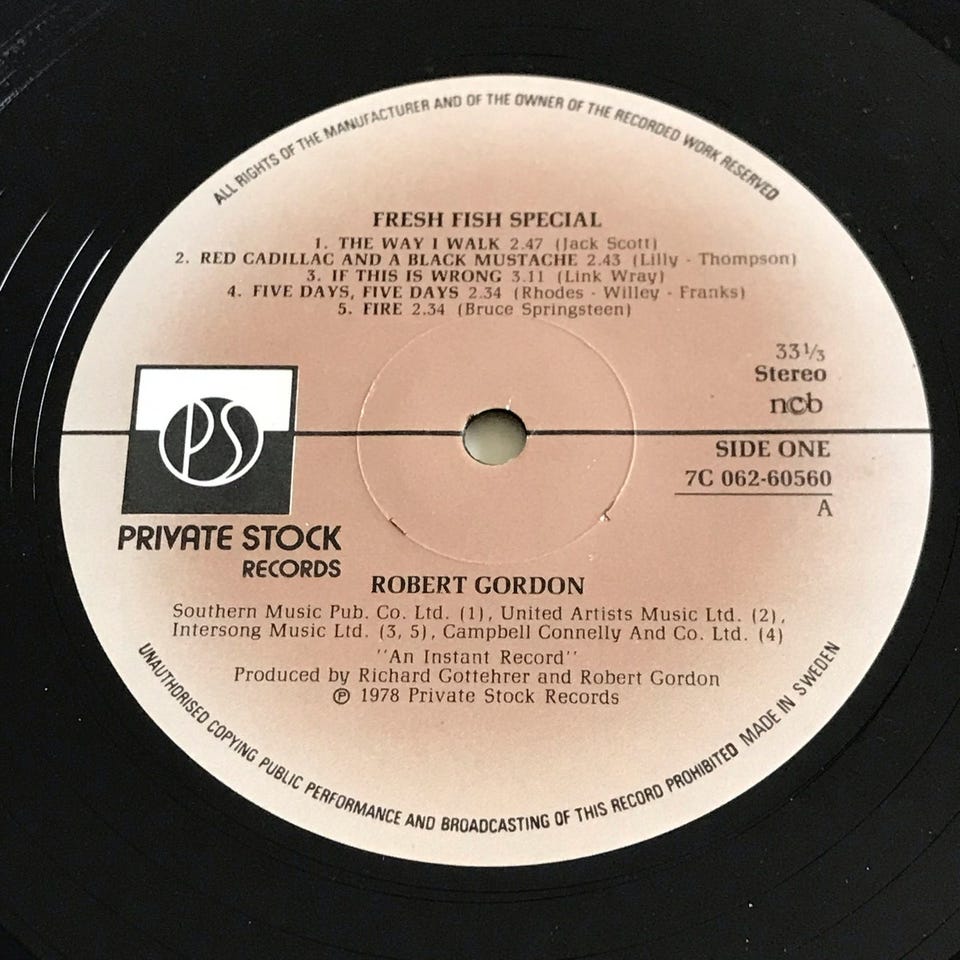 ALL RIGHTS OF THE MANUFACTURER AND OF THE OWNER OF THE RECORDED WORK RESERVED
FRESH FISH SPECIAL
1. THE WAY I WALK 2.47 (Jack Scott)
2. RED CADILLAC AND A BLACK MUSTACHE 2.43 (Lilly - Thompson)
3. IF THIS IS WRONG 3.11 (Link Wray)
4. FIVE DAYS, FIVE DAYS 2.34 (Rhodes - Willey - Franks)
5. FIRE 2.34 (Bruce Springsteen)
33 1/3
Stereo
ncb
PS
SIDE ONE
7C 062-60560
A
PRIVATE STOCK
RECORDS
ROBERT GORDON
Southern Music Pub. Co. Ltd. (1), United Artists Music Ltd. (2),
Intersong Music Ltd. (3, 5), Campbell Connelly And Co. Ltd. (4)
''An Instant Record''
Produced by Richard Gottehrer and Robert Gordon
℗ 1978 Private Stock Records
UNAUTHORISED COPYING PUBLIC PERFORMANCE AND BROADCASTING OF THIS RECORD PROHIBITED MADE IN SWEDEN